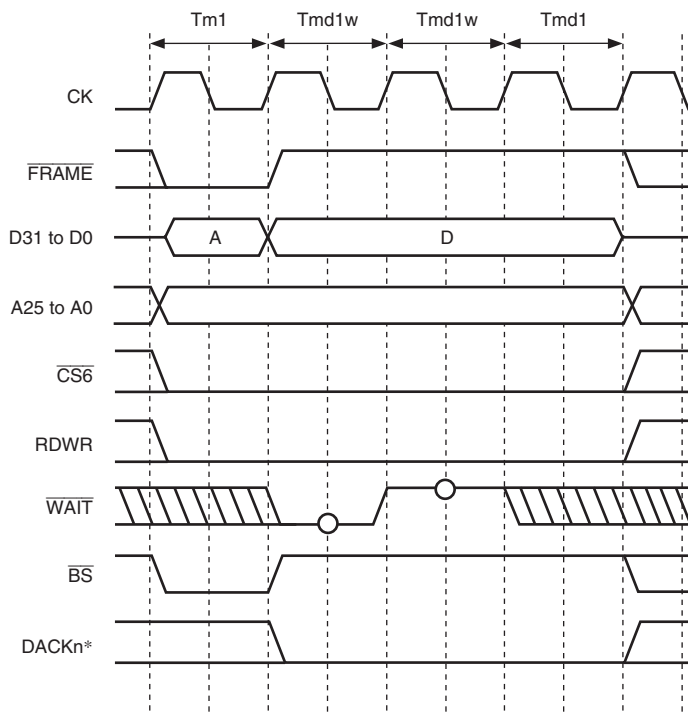 Tm1 Tmd1w Tmd1w Tmd1
CK
FRAME
D31 to D0 A D
A25 to A0
CS6
RDWR
WAIT
BS
DACKn*